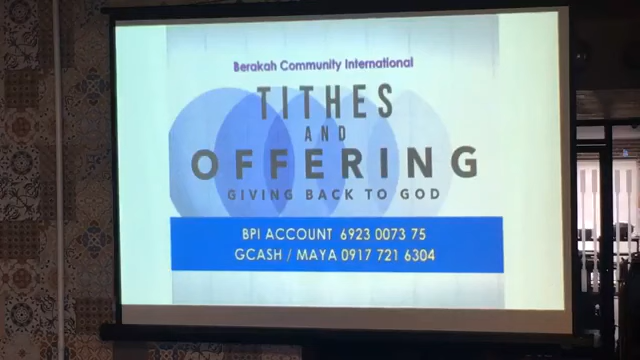 Berakah Community International
TITHES
AND
OFFERING
GIVING BACK TO GOD
BPI ACCOUNT 6923 0073 75
GCASH / MAYA 0917 721 6304